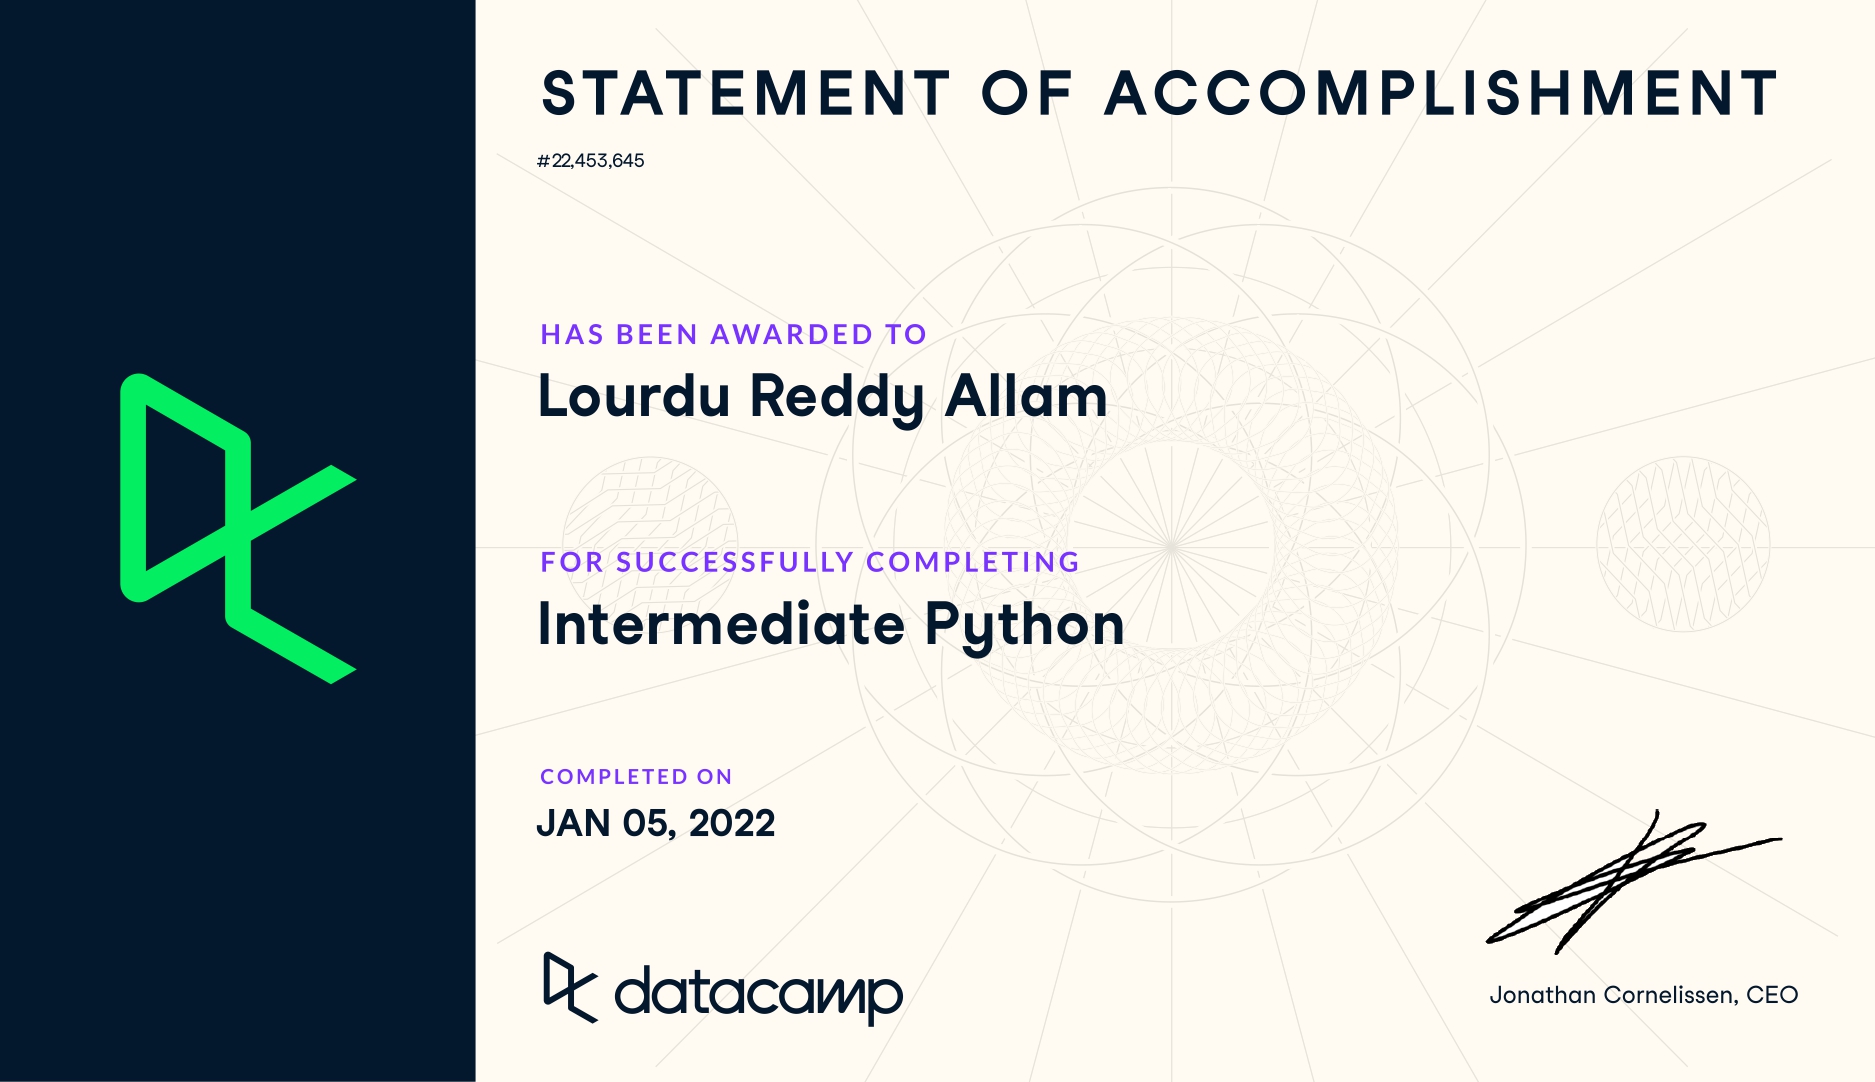 STATEMENT OF ACCOMPLISHMENT
#22,453,645
HAS BEEN AWARDED TO
Lourdu Reddy Allam
FOR SUCCESSFULLY COMPLETING
Intermediate Python
COMPLETED ON
JAN 05, 2022
datacamp
Jonathan Cornelissen, CEO